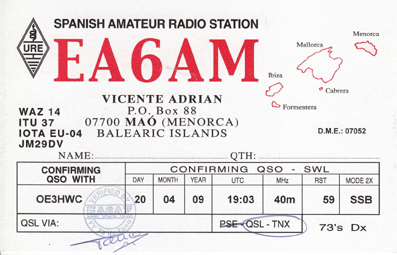 SPANISH AMATEUR RADIO STATION
URE
EA6AM
Mallorca
Menorca
Ibiza
Cabrera
Formentera
VICENTE ADRIAN
P.O. Box 88
07700 MAÓ (MENORCA)
BALEARIC ISLANDS
WAZ 14
ITU 37
IOTA EU-04
JM29DV
D.M.E.: 07052
NAME:
QTH:
CONFIRMING QSO WITH
CONFIRMING QSO - SWL
DAY MONTH YEAR UTC MHz RST MODE 2X
OE3HWC 20 04 09 19:03 40m 59 SSB
QSL VIA:
PSE - QSL - TNX
73's Dx